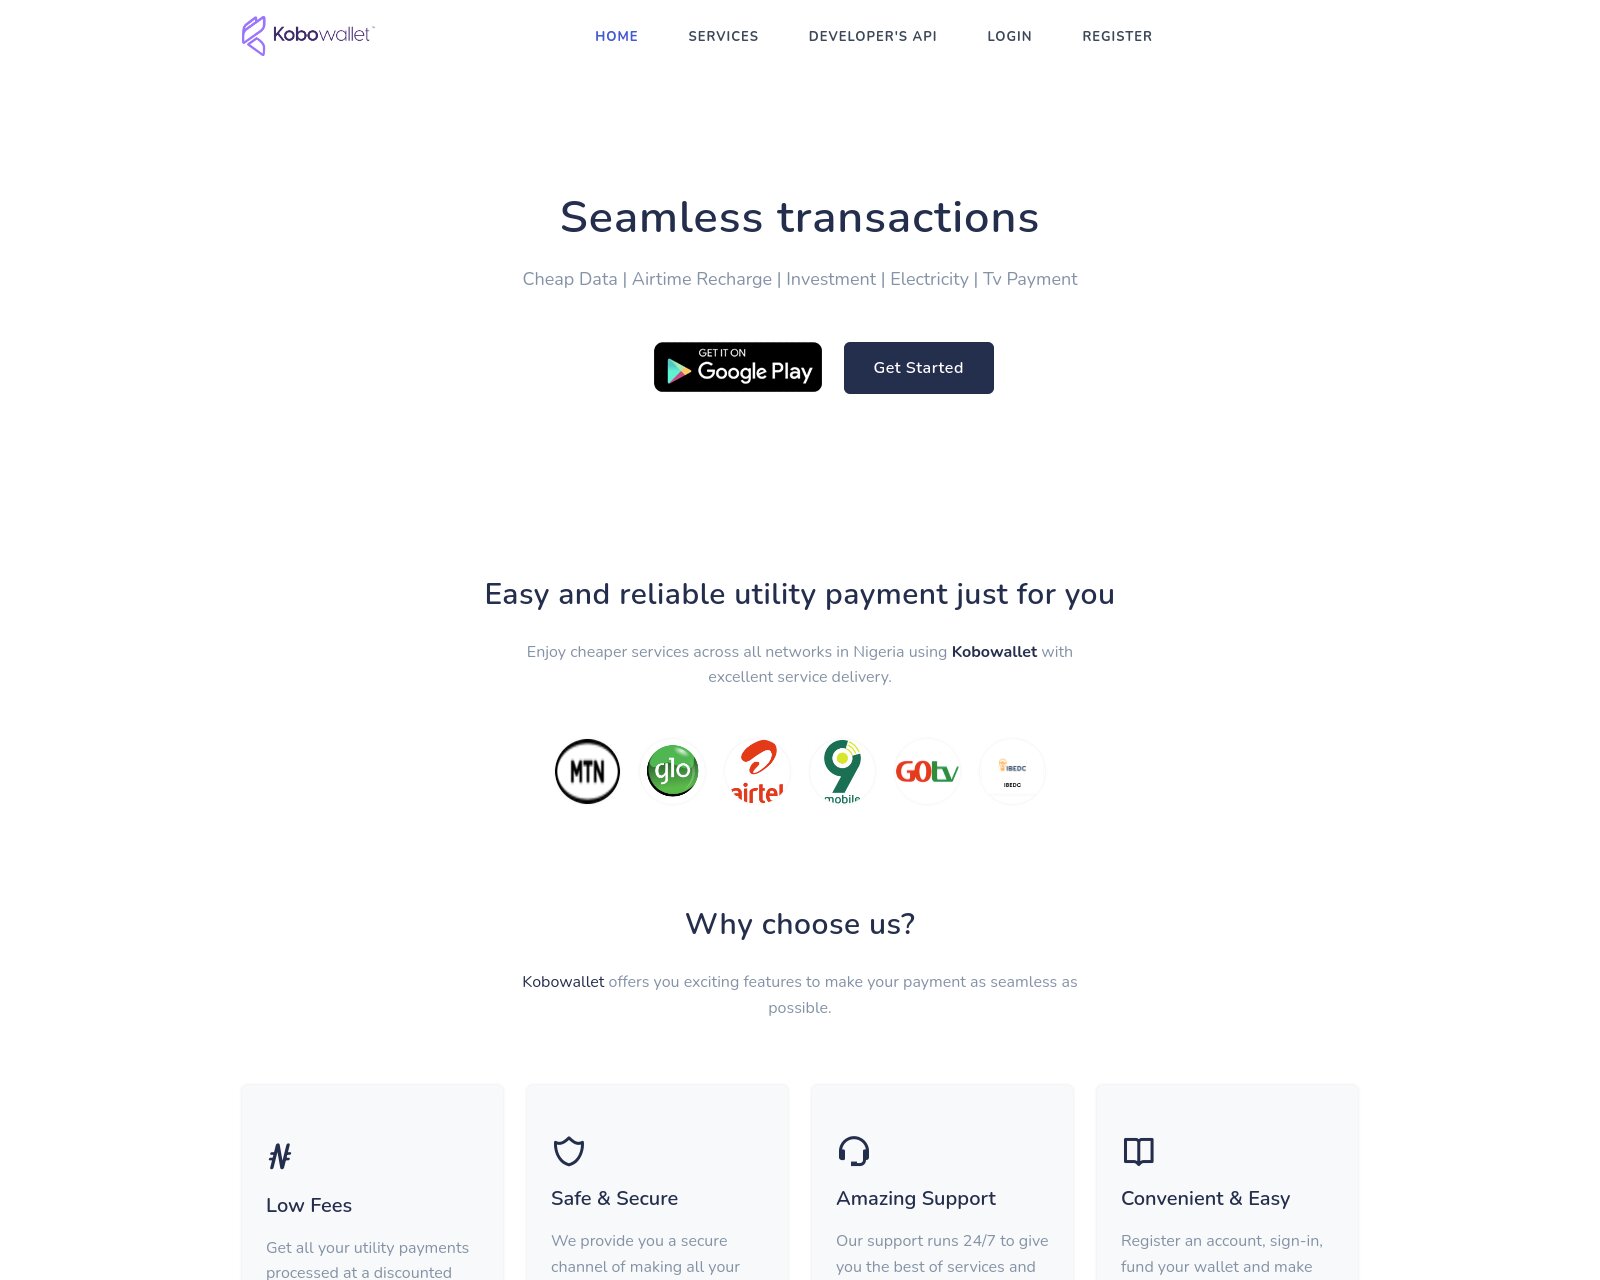 Kobowallet™
HOME SERVICES DEVELOPER'S API LOGIN REGISTER
Seamless transactions
Cheap Data | Airtime Recharge | Investment | Electricity | Tv Payment
GET IT ON
Google Play
Get Started
Easy and reliable utility payment just for you
Enjoy cheaper services across all networks in Nigeria using Kobowallet with
excellent service delivery.
MTN
glo
airtel
9
mobile
GOtv
IBEDC
IBEDC
Why choose us?
Kobowallet offers you exciting features to make your payment as seamless as
possible.
Low Fees
Get all your utility payments
processed at a discounted
Safe & Secure
We provide you a secure
channel of making all your
Amazing Support
Our support runs 24/7 to give
you the best of services and
Convenient & Easy
Register an account, sign-in,
fund your wallet and make